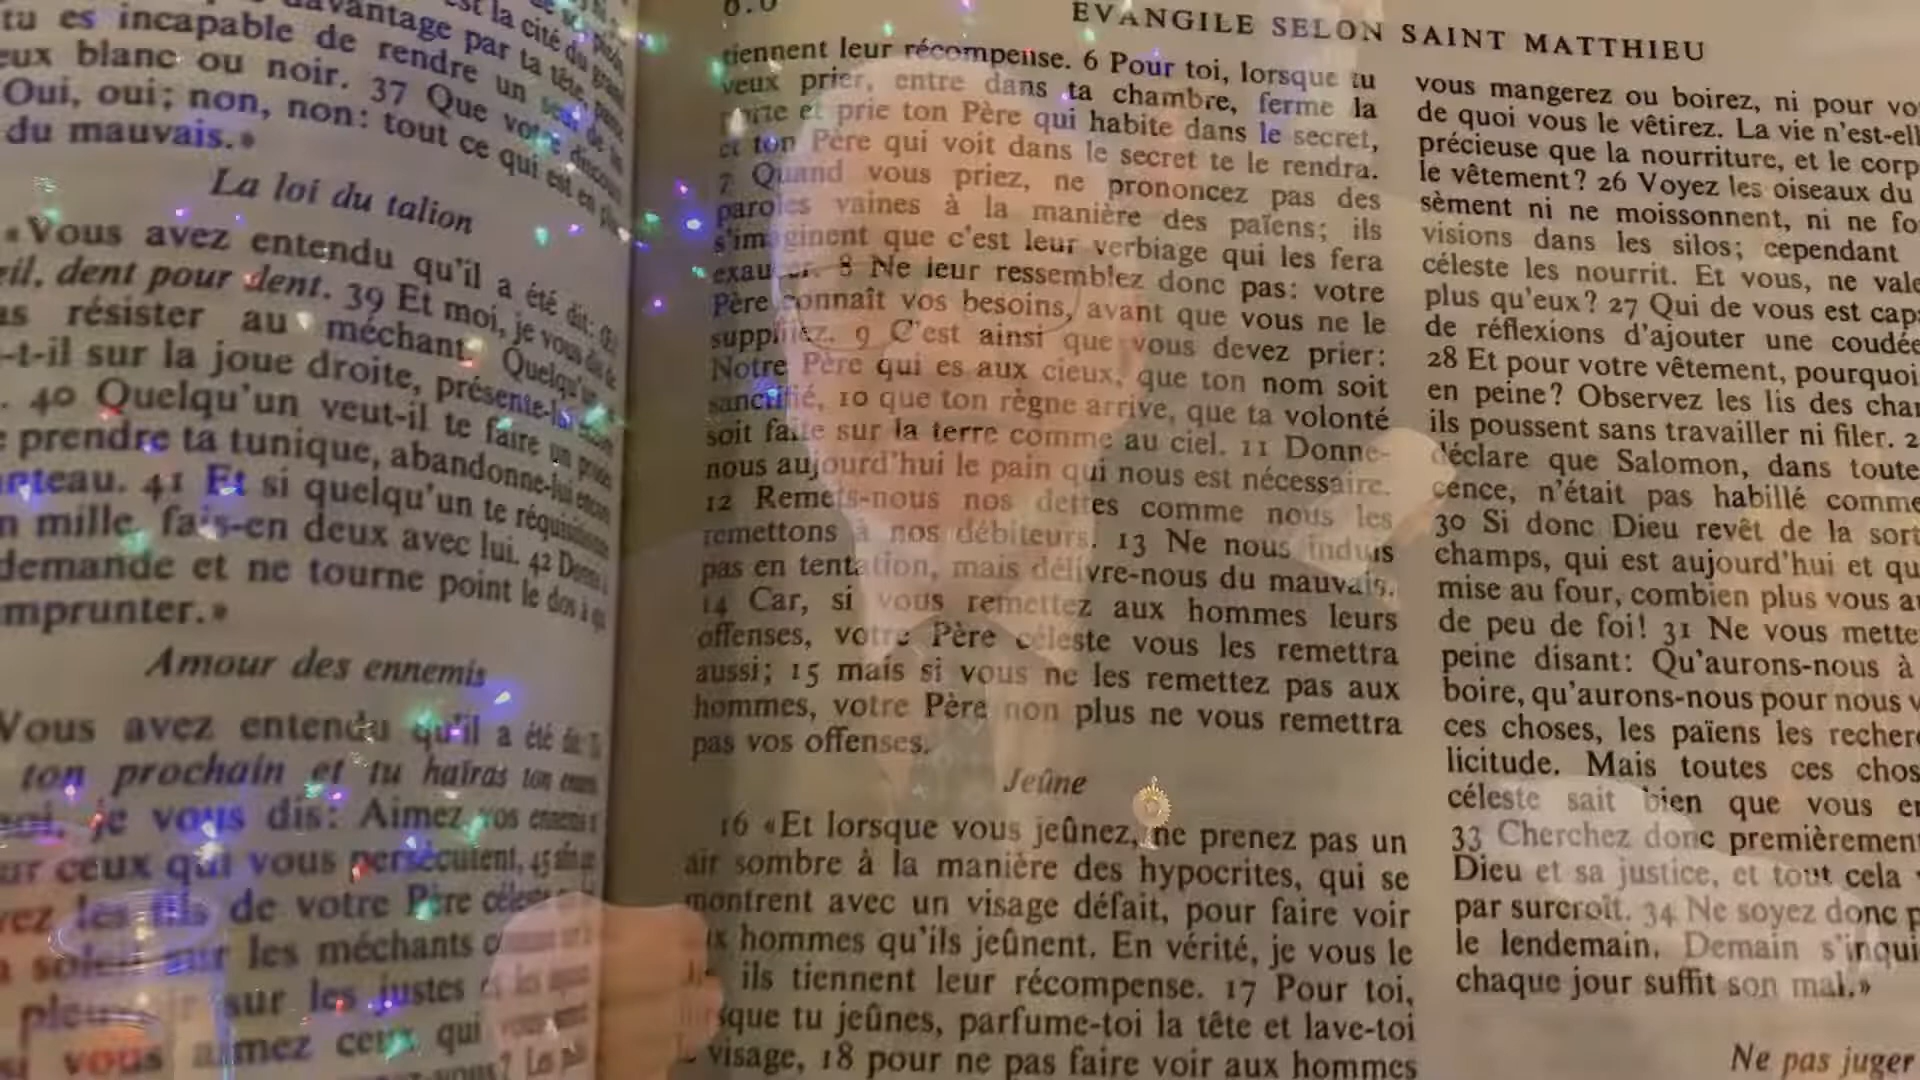 tu es incapable de rendre un
eux blanc ou noir. 37 Que votre discours
Oui, oui; non, non: tout ce qui est en plus
du mauvais.»
La loi du talion
«Vous avez entendu qu'il a été dit: Œil
eil, dent pour dent. 39 Et moi, je vous dis de
as résister au méchant. Quelqu'un
-t-il sur la joue droite, présente-lui
. 40 Quelqu'un veut-il te faire un procès
e prendre ta tunique, abandonne-lui encore
anteau. 41 Et si quelqu'un te réquisitionne
n mille, fais-en deux avec lui. 42 Donne à
demande et ne tourne point le dos à qui
mprunter.»
Amour des ennemis
Vous avez entendu qu'il a été dit: Tu
ton prochain et tu haïras ton ennemi
moi, je vous dis: Aimez vos ennemis
ur ceux qui vous persécutent, 45 afin que
yez les fils de votre Père céleste
n soleil sur les méchants
pleuvoir sur les justes
si vous aimez ceux qui
EVANGILE SELON SAINT MATTHIEU
tiennent leur récompense. 6 Pour toi, lorsque tu
veux prier, entre dans ta chambre, ferme la
porte et prie ton Père qui habite dans le secret,
et ton Père qui voit dans le secret te le rendra.
7 Quand vous priez, ne prononcez pas des
paroles vaines à la manière des païens; ils
s'imaginent que c'est leur verbiage qui les fera
exaucer. 8 Ne leur ressemblez donc pas: votre
Père connaît vos besoins, avant que vous ne le
suppliiez. 9 C'est ainsi que vous devez prier:
Notre Père qui es aux cieux, que ton nom soit
sanctifié, 10 que ton règne arrive, que ta volonté
soit faite sur la terre comme au ciel. 11 Donne-
nous aujourd'hui le pain qui nous est nécessaire.
12 Remets-nous nos dettes comme nous les
remettons à nos débiteurs. 13 Ne nous induis
pas en tentation, mais délivre-nous du mauvais.
14 Car, si vous remettez aux hommes leurs
offenses, votre Père céleste vous les remettra
aussi; 15 mais si vous ne les remettez pas aux
hommes, votre Père non plus ne vous remettra
pas vos offenses.
Jeûne
16 «Et lorsque vous jeûnez, ne prenez pas un
air sombre à la manière des hypocrites, qui se
montrent avec un visage défait, pour faire voir
aux hommes qu'ils jeûnent. En vérité, je vous le
dis, ils tiennent leur récompense. 17 Pour toi,
lorsque tu jeûnes, parfume-toi la tête et lave-toi
le visage, 18 pour ne pas faire voir aux hommes
vous mangerez ou boirez, ni pour vo
de quoi vous le vêtirez. La vie n'est-ell
précieuse que la nourriture, et le corp
le vêtement? 26 Voyez les oiseaux du
sèment ni ne moissonnent, ni ne fo
visions dans les silos; cependant
céleste les nourrit. Et vous, ne vale
plus qu'eux? 27 Qui de vous est cap
de réflexions d'ajouter une coudée
28 Et pour votre vêtement, pourquoi
en peine? Observez les lis des char
ils poussent sans travailler ni filer. 2
déclare que Salomon, dans toute
cence, n'était pas habillé comme
30 Si donc Dieu revêt de la sort
champs, qui est aujourd'hui et qu
mise au four, combien plus vous au
de peu de foi! 31 Ne vous mette
peine disant: Qu'aurons-nous à
boire, qu'aurons-nous pour nous v
ces choses, les païens les recher
licitude. Mais toutes ces chos
céleste sait bien que vous en
33 Cherchez donc premièrement
Dieu et sa justice, et tout cela
par surcroît. 34 Ne soyez donc p
le lendemain. Demain s'inqui
chaque jour suffit son mal.»
Ne pas juger